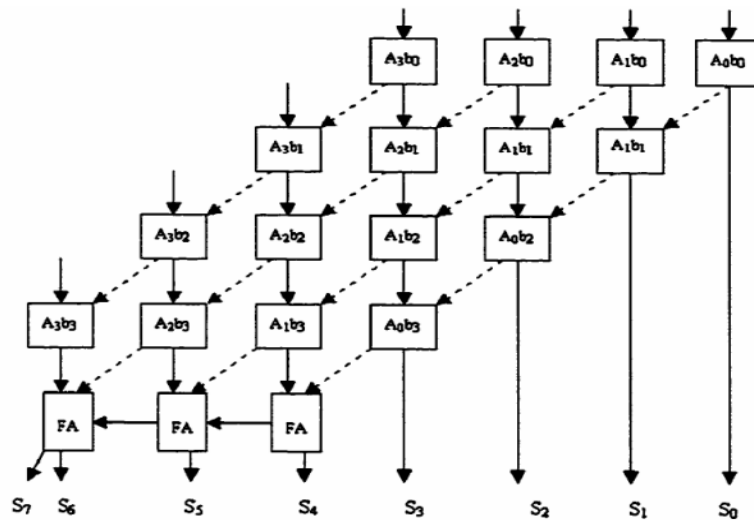 A₃b₀ A₂b₀ A₁b₀ A₀b₀
A₃b₁ A₂b₁ A₁b₁ A₁b₁
A₃b₂ A₂b₂ A₁b₂ A₀b₂
A₃b₃ A₂b₃ A₁b₃ A₀b₃
FA FA FA
S₇ S₆ S₅ S₄ S₃ S₂ S₁ S₀